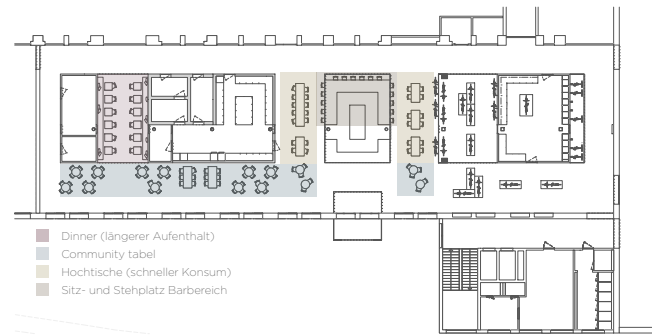 Dinner (längerer Aufenthalt)
Community tabel
Hochtische (schneller Konsum)
Sitz- und Stehplatz Barbereich